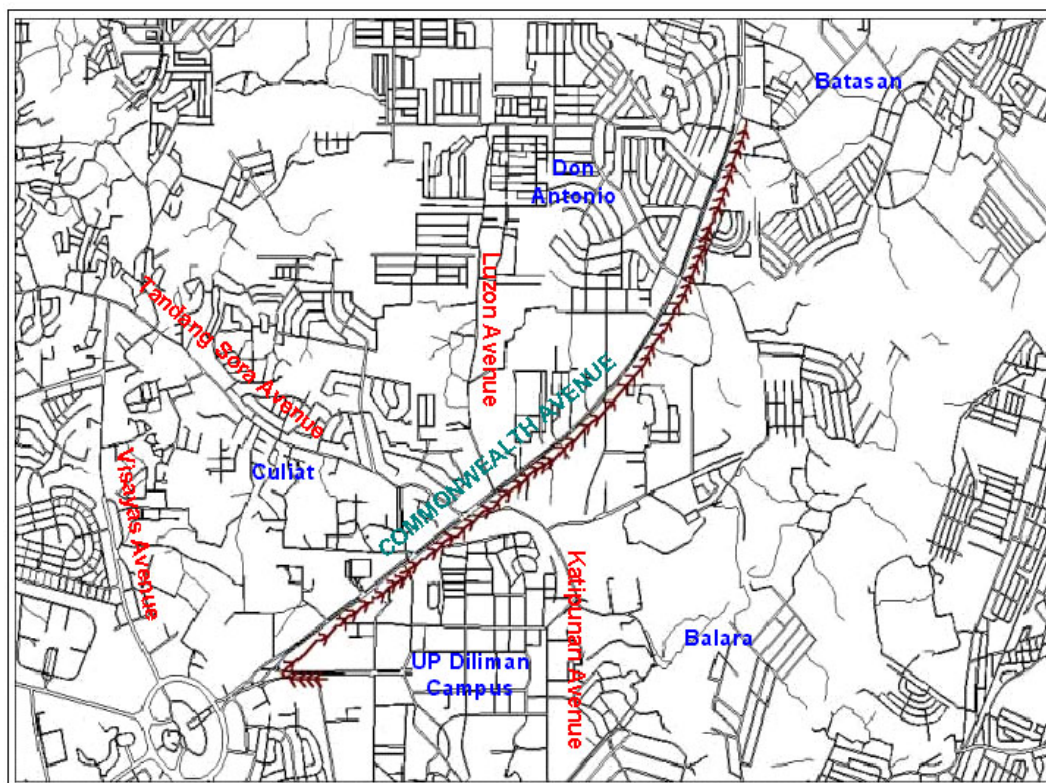 Batasan
Don
Antonio
Luzon Avenue
Tandang Sora Avenue
COMMONWEALTH AVENUE
Culiat
Visayas Avenue
Katipunan Avenue
Balara
UP Diliman
Campus